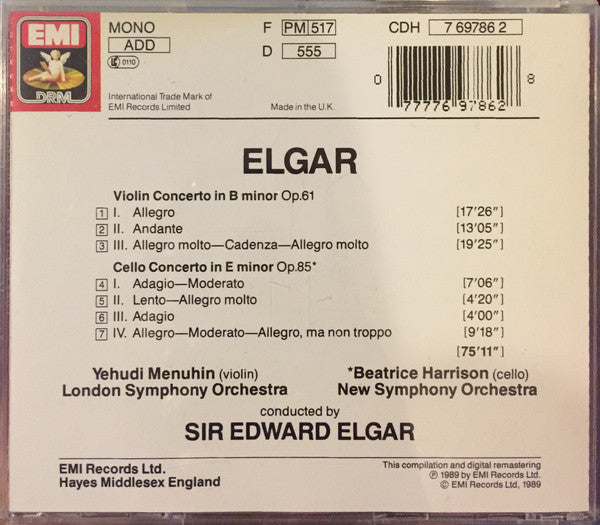 EMI
DRM
MONO
ADD
0110
F PM 517
D 555
CDH 7 69786 2
0 77776 97862 8
International Trade Mark of
EMI Records Limited
Made in the U.K.
ELGAR
Violin Concerto in B minor Op.61
1 I. Allegro [17′26″]
2 II. Andante [13′05″]
3 III. Allegro molto—Cadenza—Allegro molto [19′25″]
Cello Concerto in E minor Op.85*
4 I. Adagio—Moderato [7′06″]
5 II. Lento—Allegro molto [4′20″]
6 III. Adagio [4′00″]
7 IV. Allegro—Moderato—Allegro, ma non troppo [9′18″]
[75′11″]
Yehudi Menuhin (violin) *Beatrice Harrison (cello)
London Symphony Orchestra New Symphony Orchestra
conducted by
SIR EDWARD ELGAR
EMI Records Ltd.
Hayes Middlesex England
This compilation and digital remastering
℗ 1989 by EMI Records Ltd.
© EMI Records Ltd, 1989